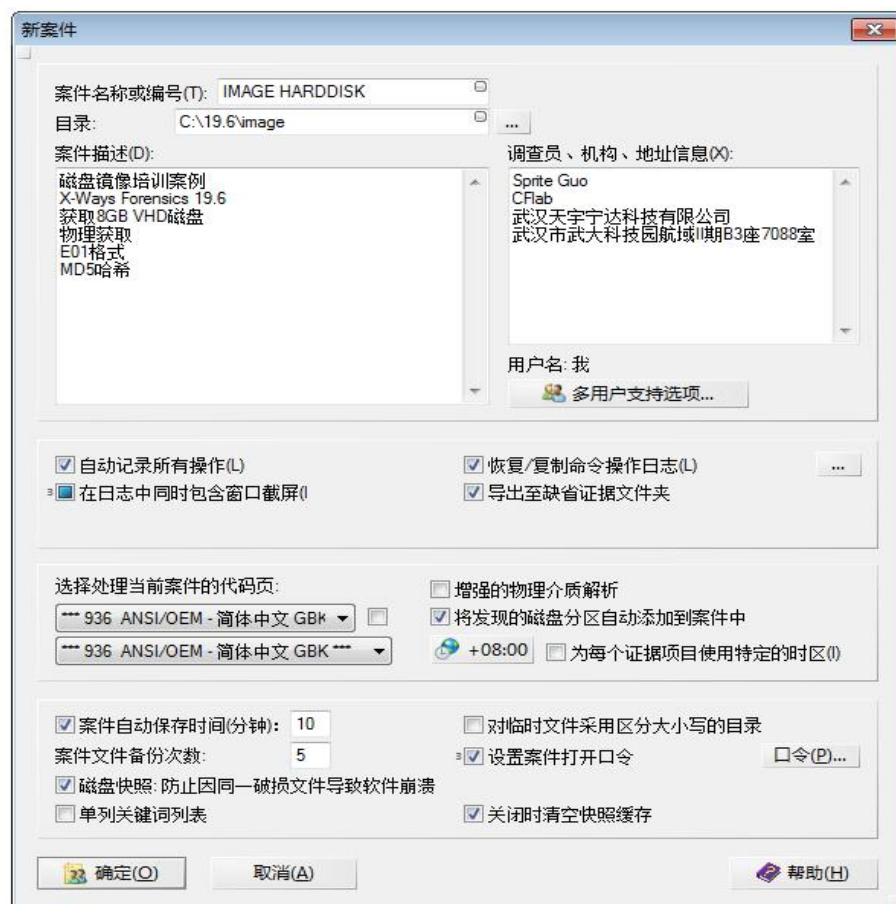 新案件
案件名称或编号(T): IMAGE HARDDISK
目录: C:\19.6\image ...
案件描述(D):
磁盘镜像培训案例
X-Ways Forensics 19.6
获取8GB VHD磁盘
物理获取
E01格式
MD5哈希
调查员、机构、地址信息(X):
Sprite Guo
CFlab
武汉天宇宁达科技有限公司
武汉市武大科技园航域II期B3座7088室
用户名: 我
多用户支持选项...
自动记录所有操作(L)
恢复/复制命令操作日志(L) ...
3 在日志中同时包含窗口截屏(I
导出至缺省证据文件夹
选择处理当前案件的代码页:
*** 936 ANSI/OEM - 简体中文 GBK
*** 936 ANSI/OEM - 简体中文 GBK ***
增强的物理介质解析
将发现的磁盘分区自动添加到案件中
+08:00 为每个证据项目使用特定的时区(I)
案件自动保存时间(分钟): 10
对临时文件采用区分大小写的目录
案件文件备份次数: 5
3 设置案件打开口令 口令(P)...
磁盘快照: 防止因同一破损文件导致软件崩溃
单列关键词列表
关闭时清空快照缓存
确定(O) 取消(A) 帮助(H)